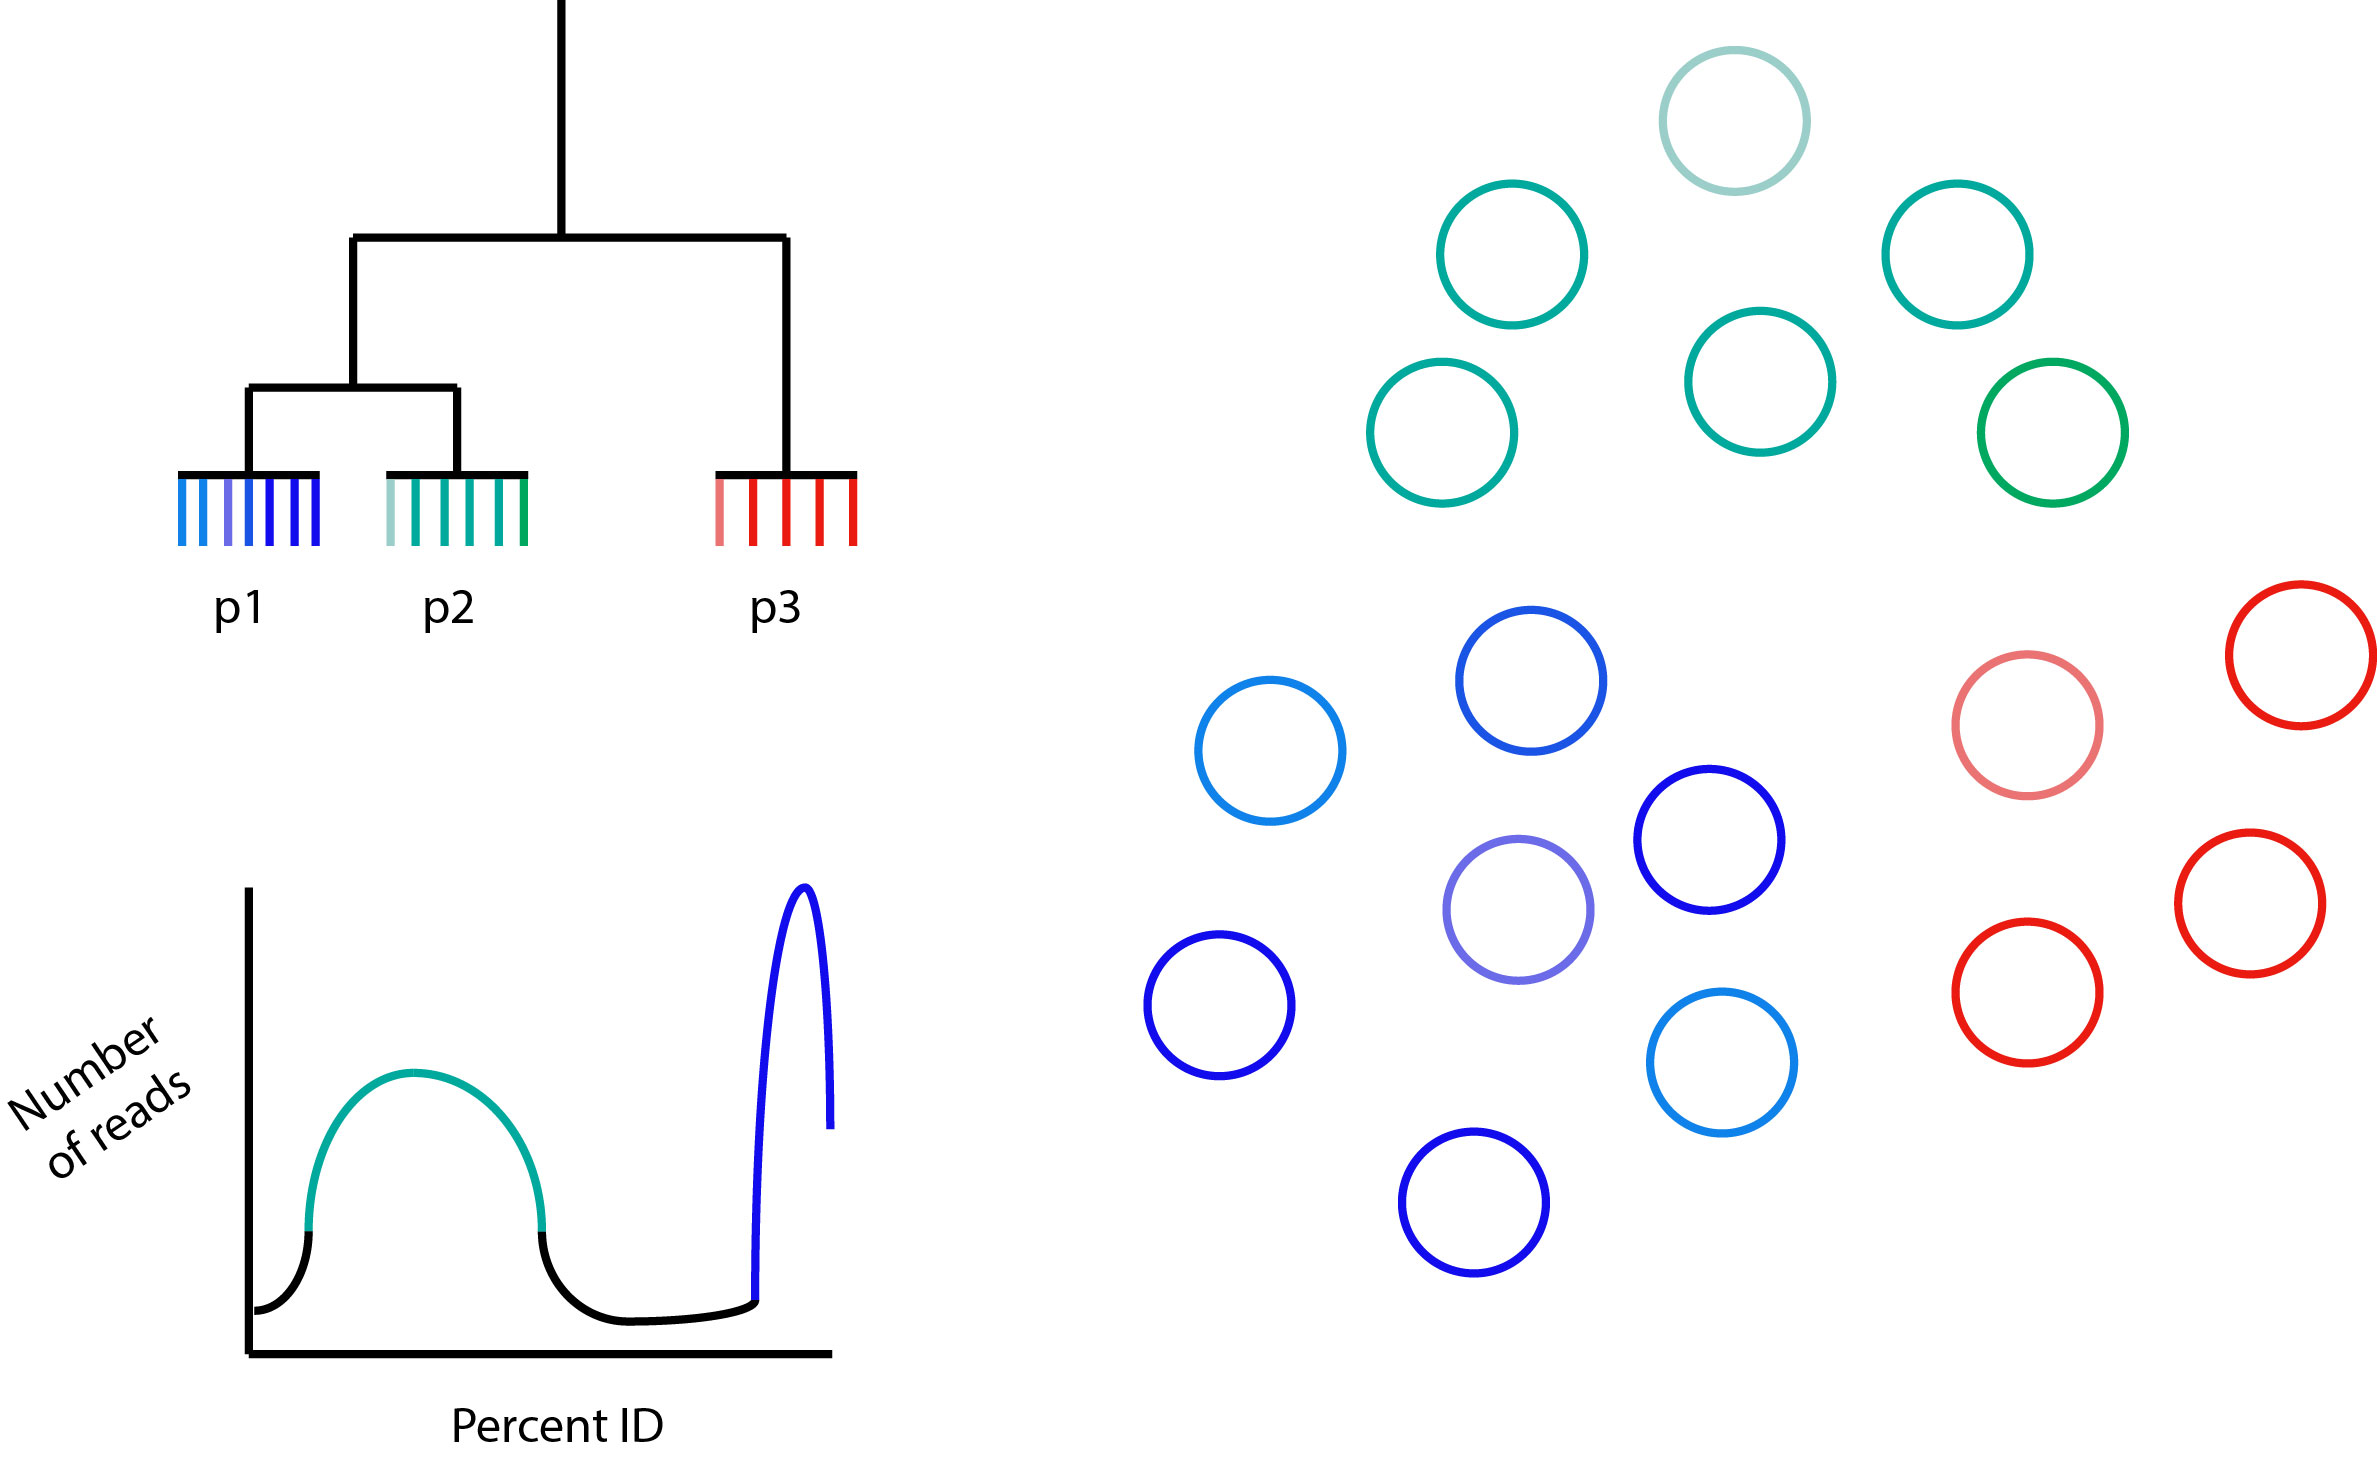 p1
p2
p3
Number
of reads
Percent ID